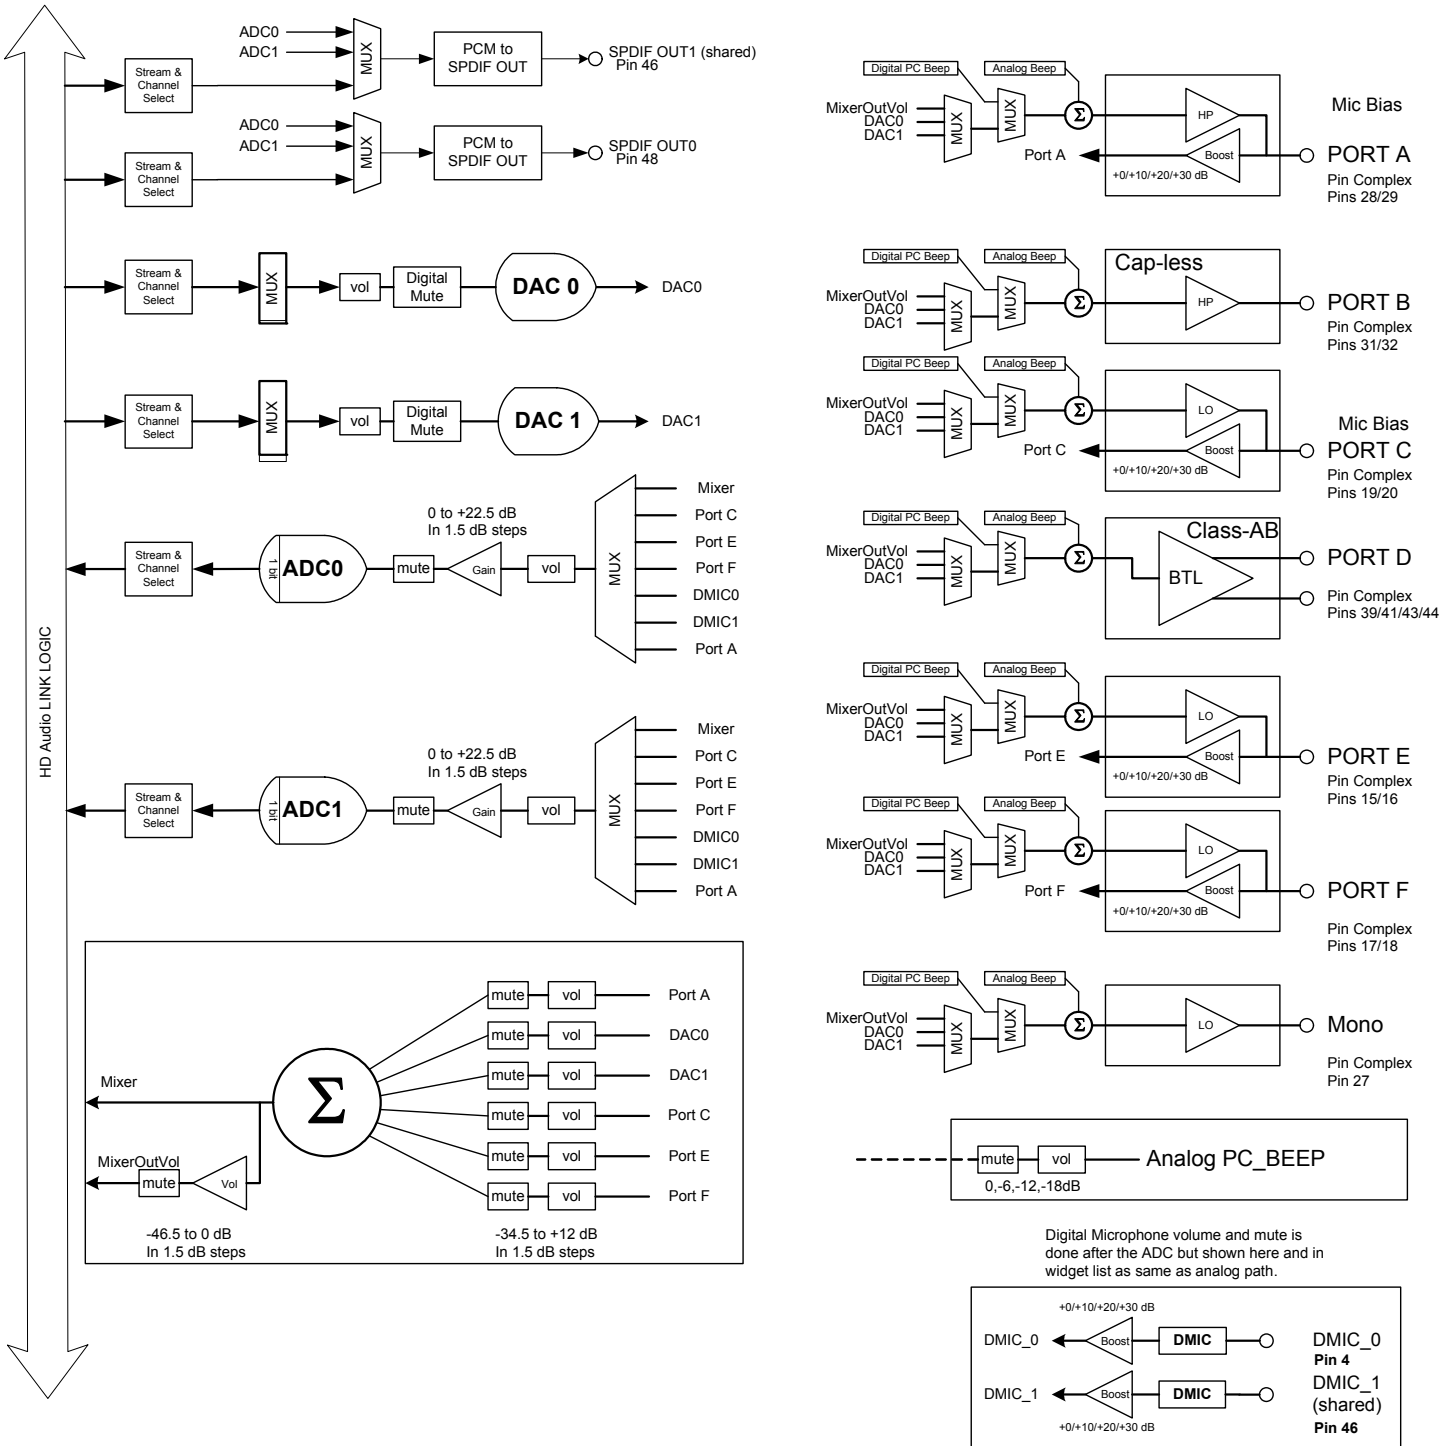 HD Audio LINK LOGIC
ADC0
ADC1
Stream &
Channel
Select
MUX
PCM to
SPDIF OUT
SPDIF OUT1 (shared)
Pin 46
ADC0
ADC1
Stream &
Channel
Select
MUX
PCM to
SPDIF OUT
SPDIF OUT0
Pin 48
Stream &
Channel
Select
MUX
vol
Digital
Mute
DAC 0
DAC0
Stream &
Channel
Select
MUX
vol
Digital
Mute
DAC 1
DAC1
Stream &
Channel
Select
1 bit
ADC0
mute
0 to +22.5 dB
In 1.5 dB steps
Gain
vol
MUX
Mixer
Port C
Port E
Port F
DMIC0
DMIC1
Port A
Stream &
Channel
Select
1 bit
ADC1
mute
0 to +22.5 dB
In 1.5 dB steps
Gain
vol
MUX
Mixer
Port C
Port E
Port F
DMIC0
DMIC1
Port A
Mixer
MixerOutVol
mute
Vol
-46.5 to 0 dB
In 1.5 dB steps
Σ
mute vol Port A
mute vol DAC0
mute vol DAC1
mute vol Port C
mute vol Port E
mute vol Port F
-34.5 to +12 dB
In 1.5 dB steps
Digital PC Beep
Analog Beep
MixerOutVol
DAC0
DAC1
MUX
MUX
Σ
HP
Port A
Boost
+0/+10/+20/+30 dB
Mic Bias
PORT A
Pin Complex
Pins 28/29
Digital PC Beep
Analog Beep
MixerOutVol
DAC0
DAC1
MUX
MUX
Σ
Cap-less
HP
PORT B
Pin Complex
Pins 31/32
Digital PC Beep
Analog Beep
MixerOutVol
DAC0
DAC1
MUX
MUX
Σ
LO
Port C
Boost
+0/+10/+20/+30 dB
Mic Bias
PORT C
Pin Complex
Pins 19/20
Digital PC Beep
Analog Beep
MixerOutVol
DAC0
DAC1
MUX
MUX
Σ
Class-AB
BTL
PORT D
Pin Complex
Pins 39/41/43/44
Digital PC Beep
Analog Beep
MixerOutVol
DAC0
DAC1
MUX
MUX
Σ
LO
Port E
Boost
+0/+10/+20/+30 dB
PORT E
Pin Complex
Pins 15/16
Digital PC Beep
Analog Beep
MixerOutVol
DAC0
DAC1
MUX
MUX
Σ
LO
Port F
Boost
+0/+10/+20/+30 dB
PORT F
Pin Complex
Pins 17/18
Digital PC Beep
Analog Beep
MixerOutVol
DAC0
DAC1
MUX
MUX
Σ
LO
Mono
Pin Complex
Pin 27
mute vol Analog PC_BEEP
0,-6,-12,-18dB
Digital Microphone volume and mute is
done after the ADC but shown here and in
widget list as same as analog path.
+0/+10/+20/+30 dB
DMIC_0
Boost
DMIC
DMIC_0
Pin 4
DMIC_1
Boost
DMIC
DMIC_1
(shared)
Pin 46
+0/+10/+20/+30 dB